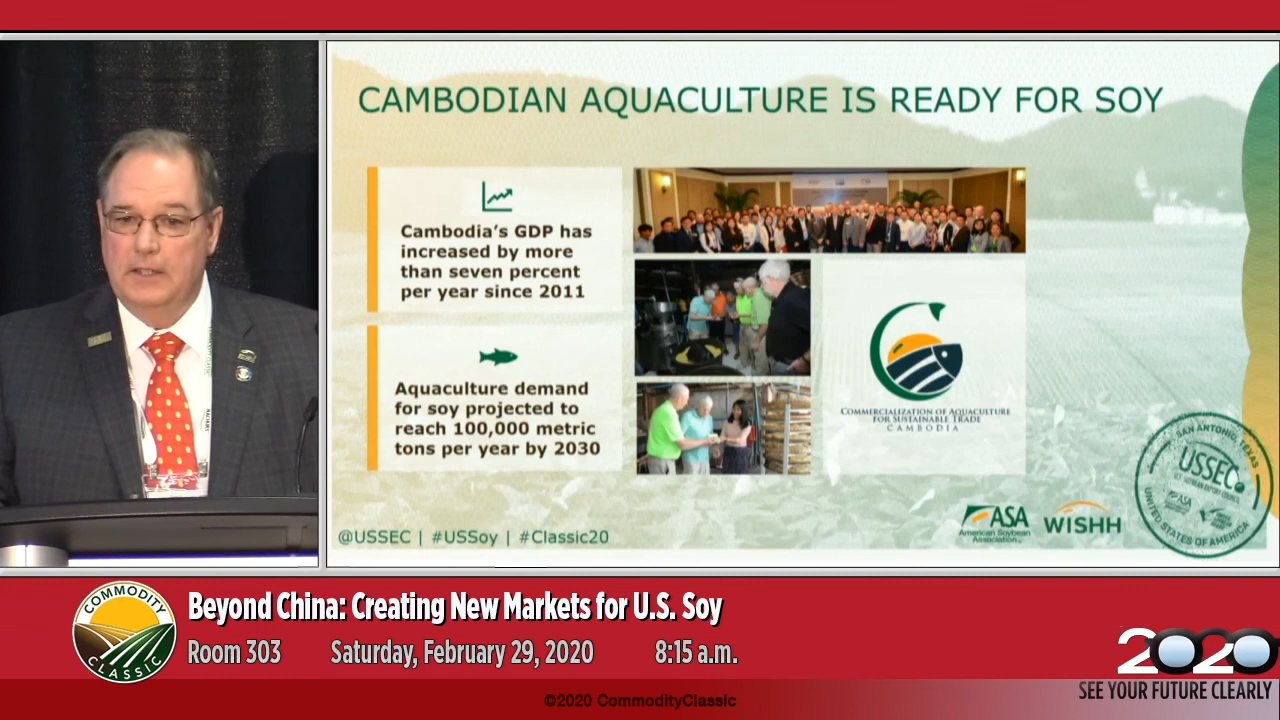 CAMBODIAN AQUACULTURE IS READY FOR SOY
Cambodia's GDP has
increased by more
than seven percent
per year since 2011
Aquaculture demand
for soy projected to
reach 100,000 metric
tons per year by 2030
COMMERCIALIZATION OF AQUACULTURE
FOR SUSTAINABLE TRADE
CAMBODIA
@USSEC | #USSoy | #Classic20
ASA
American Soybean
Association
WISHH
SAN ANTONIO, TEXAS
USSEC
U.S. SOYBEAN EXPORT COUNCIL
ASA
UNITED STATES OF AMERICA
COMMODITY
CLASSIC
Beyond China: Creating New Markets for U.S. Soy
Room 303 Saturday, February 29, 2020 8:15 a.m.
2020
SEE YOUR FUTURE CLEARLY
©2020 CommodityClassic